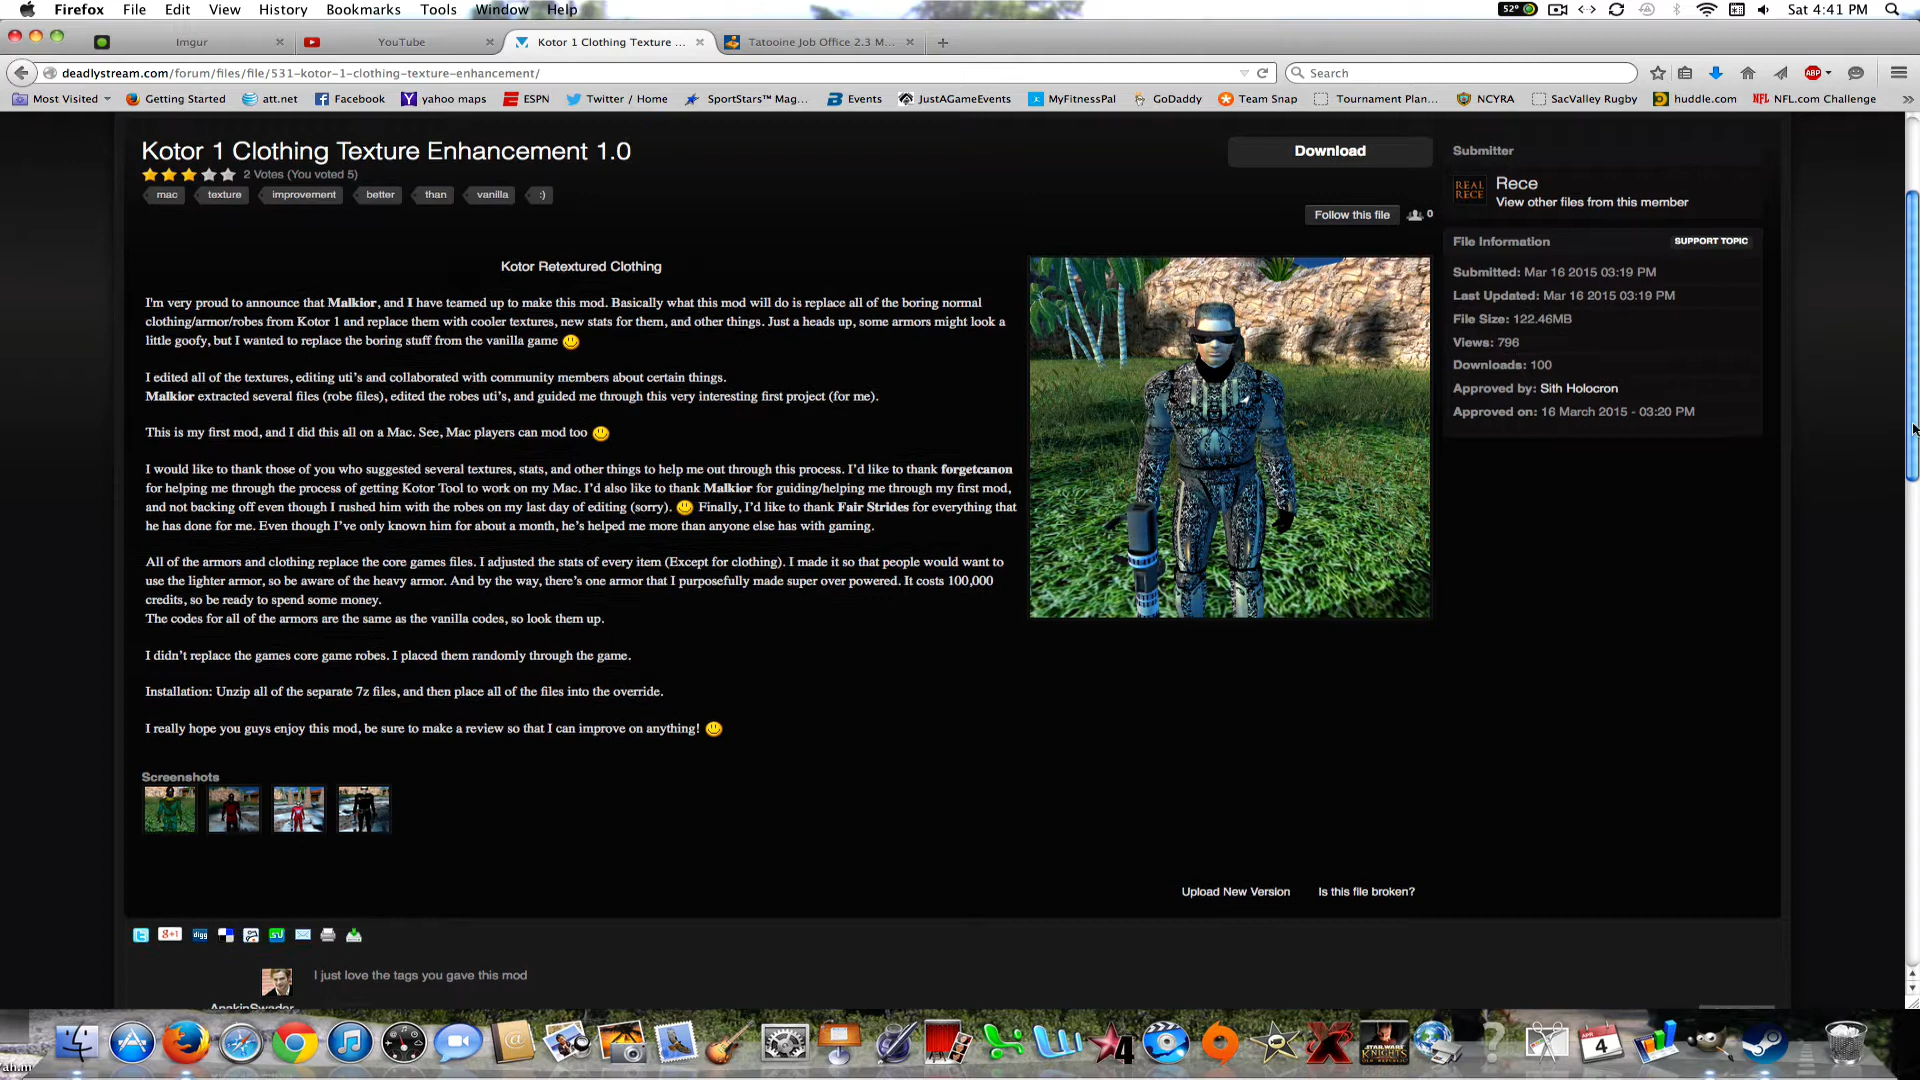 Firefox File Edit View History Bookmarks Tools Window Help 52° Sat 4:41 PM
Imgur YouTube Kotor 1 Clothing Texture ... Tatooine Job Office 2.3 M...
deadlystream.com/forum/files/file/531-kotor-1-clothing-texture-enhancement/ Search ABP
Most Visited Getting Started att.net Facebook yahoo maps ESPN Twitter / Home SportStars™ Mag... Events JustAGameEvents MyFitnessPal GoDaddy Team Snap Tournament Plan... NCYRA SacValley Rugby huddle.com NFL.com Challenge
Kotor 1 Clothing Texture Enhancement 1.0
2 Votes (You voted 5)
mac texture improvement better than vanilla :)
Download
Follow this file 0
Submitter
REAL RECE
Rece
View other files from this member
File Information SUPPORT TOPIC
Submitted: Mar 16 2015 03:19 PM
Last Updated: Mar 16 2015 03:19 PM
File Size: 122.46MB
Views: 796
Downloads: 100
Approved by: Sith Holocron
Approved on: 16 March 2015 - 03:20 PM
Kotor Retextured Clothing
I'm very proud to announce that Malkior, and I have teamed up to make this mod. Basically what this mod will do is replace all of the boring normal
clothing/armor/robes from Kotor 1 and replace them with cooler textures, new stats for them, and other things. Just a heads up, some armors might look a
little goofy, but I wanted to replace the boring stuff from the vanilla game
I edited all of the textures, editing uti's and collaborated with community members about certain things.
Malkior extracted several files (robe files), edited the robes uti's, and guided me through this very interesting first project (for me).
This is my first mod, and I did this all on a Mac. See, Mac players can mod too
I would like to thank those of you who suggested several textures, stats, and other things to help me out through this process. I'd like to thank forgetcanon
for helping me through the process of getting Kotor Tool to work on my Mac. I'd also like to thank Malkior for guiding/helping me through my first mod,
and not backing off even though I rushed him with the robes on my last day of editing (sorry). Finally, I'd like to thank Fair Strides for everything that
he has done for me. Even though I've only known him for about a month, he's helped me more than anyone else has with gaming.
All of the armors and clothing replace the core games files. I adjusted the stats of every item (Except for clothing). I made it so that people would want to
use the lighter armor, so be aware of the heavy armor. And by the way, there's one armor that I purposefully made super over powered. It costs 100,000
credits, so be ready to spend some money.
The codes for all of the armors are the same as the vanilla codes, so look them up.
I didn't replace the games core game robes. I placed them randomly through the game.
Installation: Unzip all of the separate 7z files, and then place all of the files into the override.
I really hope you guys enjoy this mod, be sure to make a review so that I can improve on anything!
Screenshots
Upload New Version Is this file broken?
g+1 digg
I just love the tags you gave this mod
AnakinSwader
APR 4